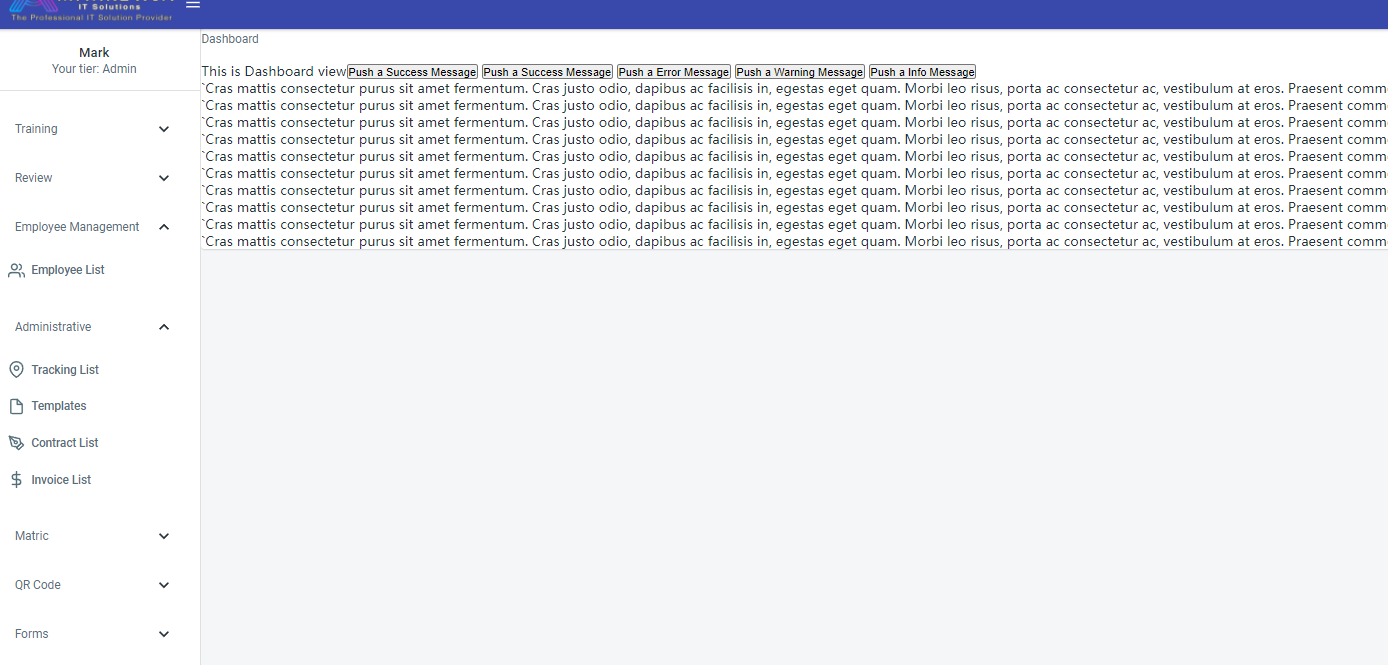 IT Solutions
The Professional IT Solution Provider
Mark
Your tier: Admin
Training
Review
Employee Management
Employee List
Administrative
Tracking List
Templates
Contract List
Invoice List
Matric
QR Code
Forms
Dashboard
This is Dashboard view Push a Success Message Push a Success Message Push a Error Message Push a Warning Message Push a Info Message
`Cras mattis consectetur purus sit amet fermentum. Cras justo odio, dapibus ac facilisis in, egestas eget quam. Morbi leo risus, porta ac consectetur ac, vestibulum at eros. Praesent comm
`Cras mattis consectetur purus sit amet fermentum. Cras justo odio, dapibus ac facilisis in, egestas eget quam. Morbi leo risus, porta ac consectetur ac, vestibulum at eros. Praesent comm
`Cras mattis consectetur purus sit amet fermentum. Cras justo odio, dapibus ac facilisis in, egestas eget quam. Morbi leo risus, porta ac consectetur ac, vestibulum at eros. Praesent comm
`Cras mattis consectetur purus sit amet fermentum. Cras justo odio, dapibus ac facilisis in, egestas eget quam. Morbi leo risus, porta ac consectetur ac, vestibulum at eros. Praesent comm
`Cras mattis consectetur purus sit amet fermentum. Cras justo odio, dapibus ac facilisis in, egestas eget quam. Morbi leo risus, porta ac consectetur ac, vestibulum at eros. Praesent comm
`Cras mattis consectetur purus sit amet fermentum. Cras justo odio, dapibus ac facilisis in, egestas eget quam. Morbi leo risus, porta ac consectetur ac, vestibulum at eros. Praesent comm
`Cras mattis consectetur purus sit amet fermentum. Cras justo odio, dapibus ac facilisis in, egestas eget quam. Morbi leo risus, porta ac consectetur ac, vestibulum at eros. Praesent comm
`Cras mattis consectetur purus sit amet fermentum. Cras justo odio, dapibus ac facilisis in, egestas eget quam. Morbi leo risus, porta ac consectetur ac, vestibulum at eros. Praesent comm
`Cras mattis consectetur purus sit amet fermentum. Cras justo odio, dapibus ac facilisis in, egestas eget quam. Morbi leo risus, porta ac consectetur ac, vestibulum at eros. Praesent comm
`Cras mattis consectetur purus sit amet fermentum. Cras justo odio, dapibus ac facilisis in, egestas eget quam. Morbi leo risus, porta ac consectetur ac, vestibulum at eros. Praesent comm